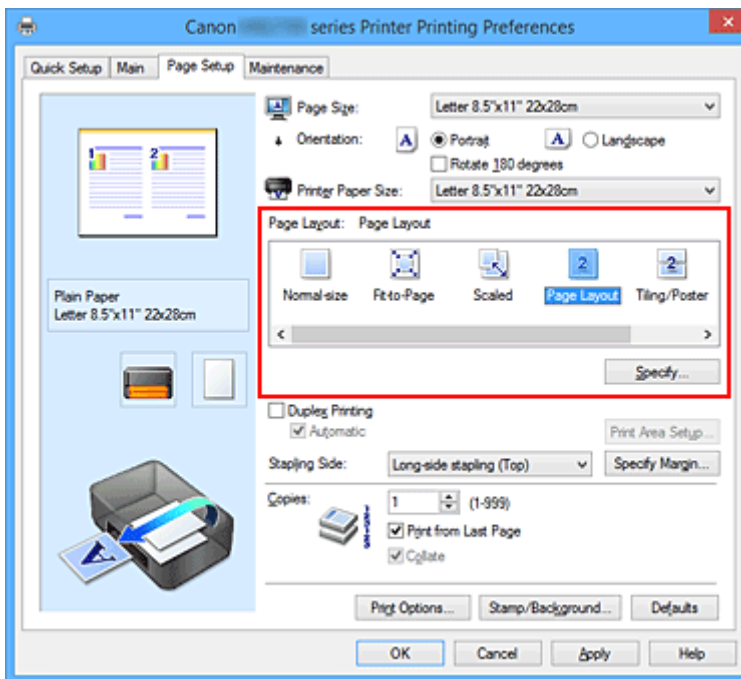 Canon series Printer Printing Preferences
Quick Setup Main Page Setup Maintenance
Page Size: Letter 8.5"x11" 22x28cm
Orientation: A Portrait A Landscape
Rotate 180 degrees
Printer Paper Size: Letter 8.5"x11" 22x28cm
Page Layout: Page Layout
1 2
2 2
Normal-size Fit-to-Page Scaled Page Layout Tiling/Poster
Plain Paper
Letter 8.5"x11" 22x28cm
Specify...
Duplex Printing
Automatic
Print Area Setup...
Stapling Side: Long-side stapling (Top) Specify Margin...
Copies: 1 (1-999)
Print from Last Page
Collate
A
Print Options... Stamp/Background... Defaults
OK Cancel Apply Help